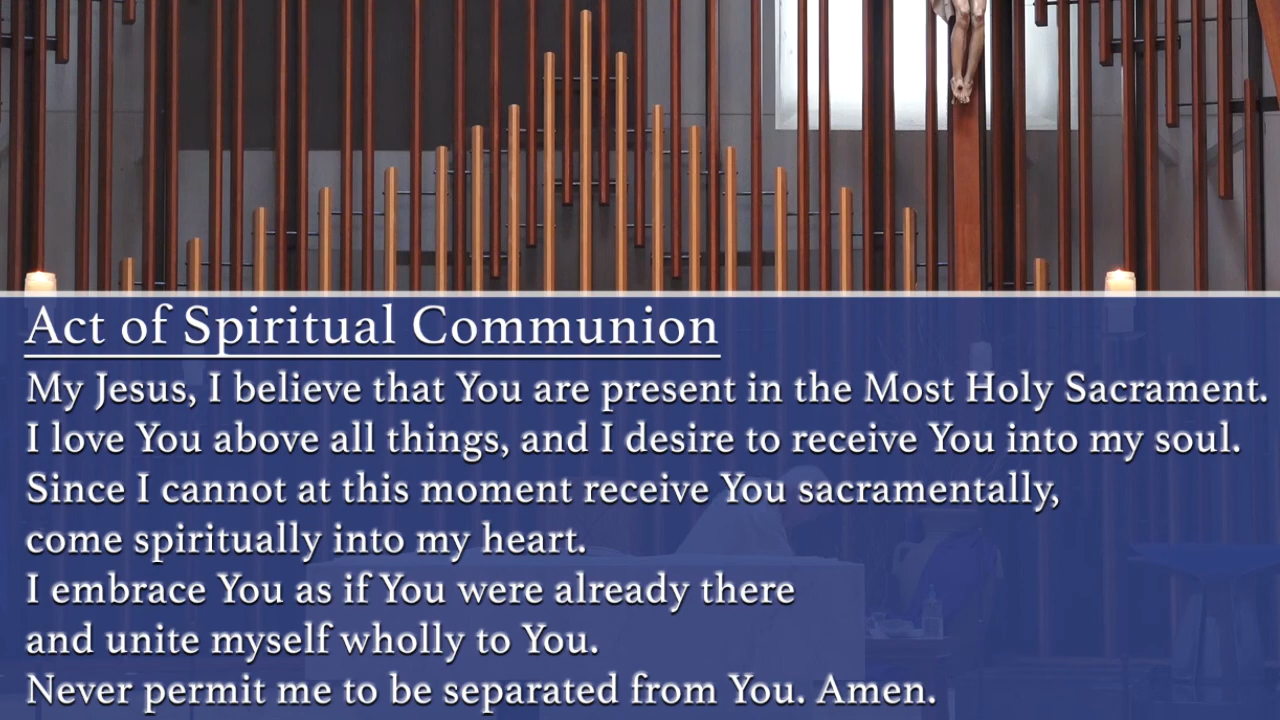 Act of Spiritual Communion
My Jesus, I believe that You are present in the Most Holy Sacrament.
I love You above all things, and I desire to receive You into my soul.
Since I cannot at this moment receive You sacramentally,
come spiritually into my heart.
I embrace You as if You were already there
and unite myself wholly to You.
Never permit me to be separated from You. Amen.